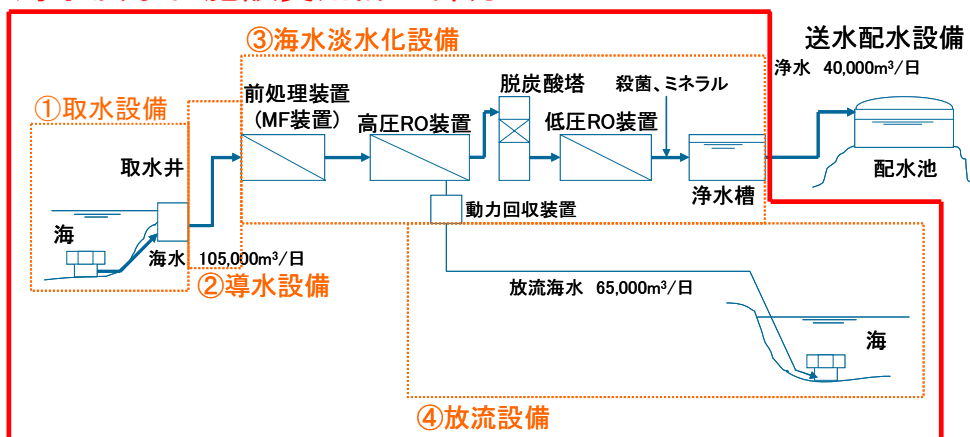 ③海水淡水化設備
送水配水設備
浄水 40,000m³/日
①取水設備
前処理装置
(MF装置)
高圧RO装置
脱炭酸塔
殺菌、ミネラル
低圧RO装置
取水井
浄水槽
配水池
動力回収装置
海
海水 105,000m³/日
②導水設備
放流海水 65,000m³/日
海
④放流設備